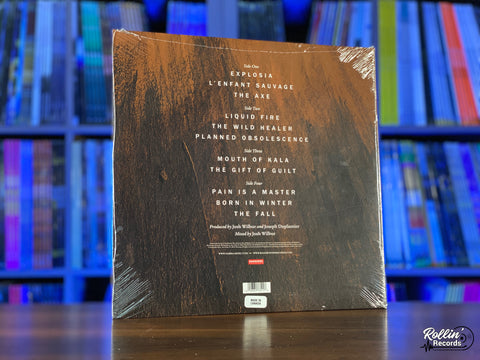 Side One
EXPLOSIA
L'ENFANT SAUVAGE
THE AXE
Side Two
LIQUID FIRE
THE WILD HEALER
PLANNED OBSOLESCENCE
Side Three
MOUTH OF KALA
THE GIFT OF GUILT
Side Four
PAIN IS A MASTER
BORN IN WINTER
THE FALL
Produced by Josh Wilbur and Joseph Duplantier
Mixed by Josh Wilbur
MADE IN
Rollin'
Records